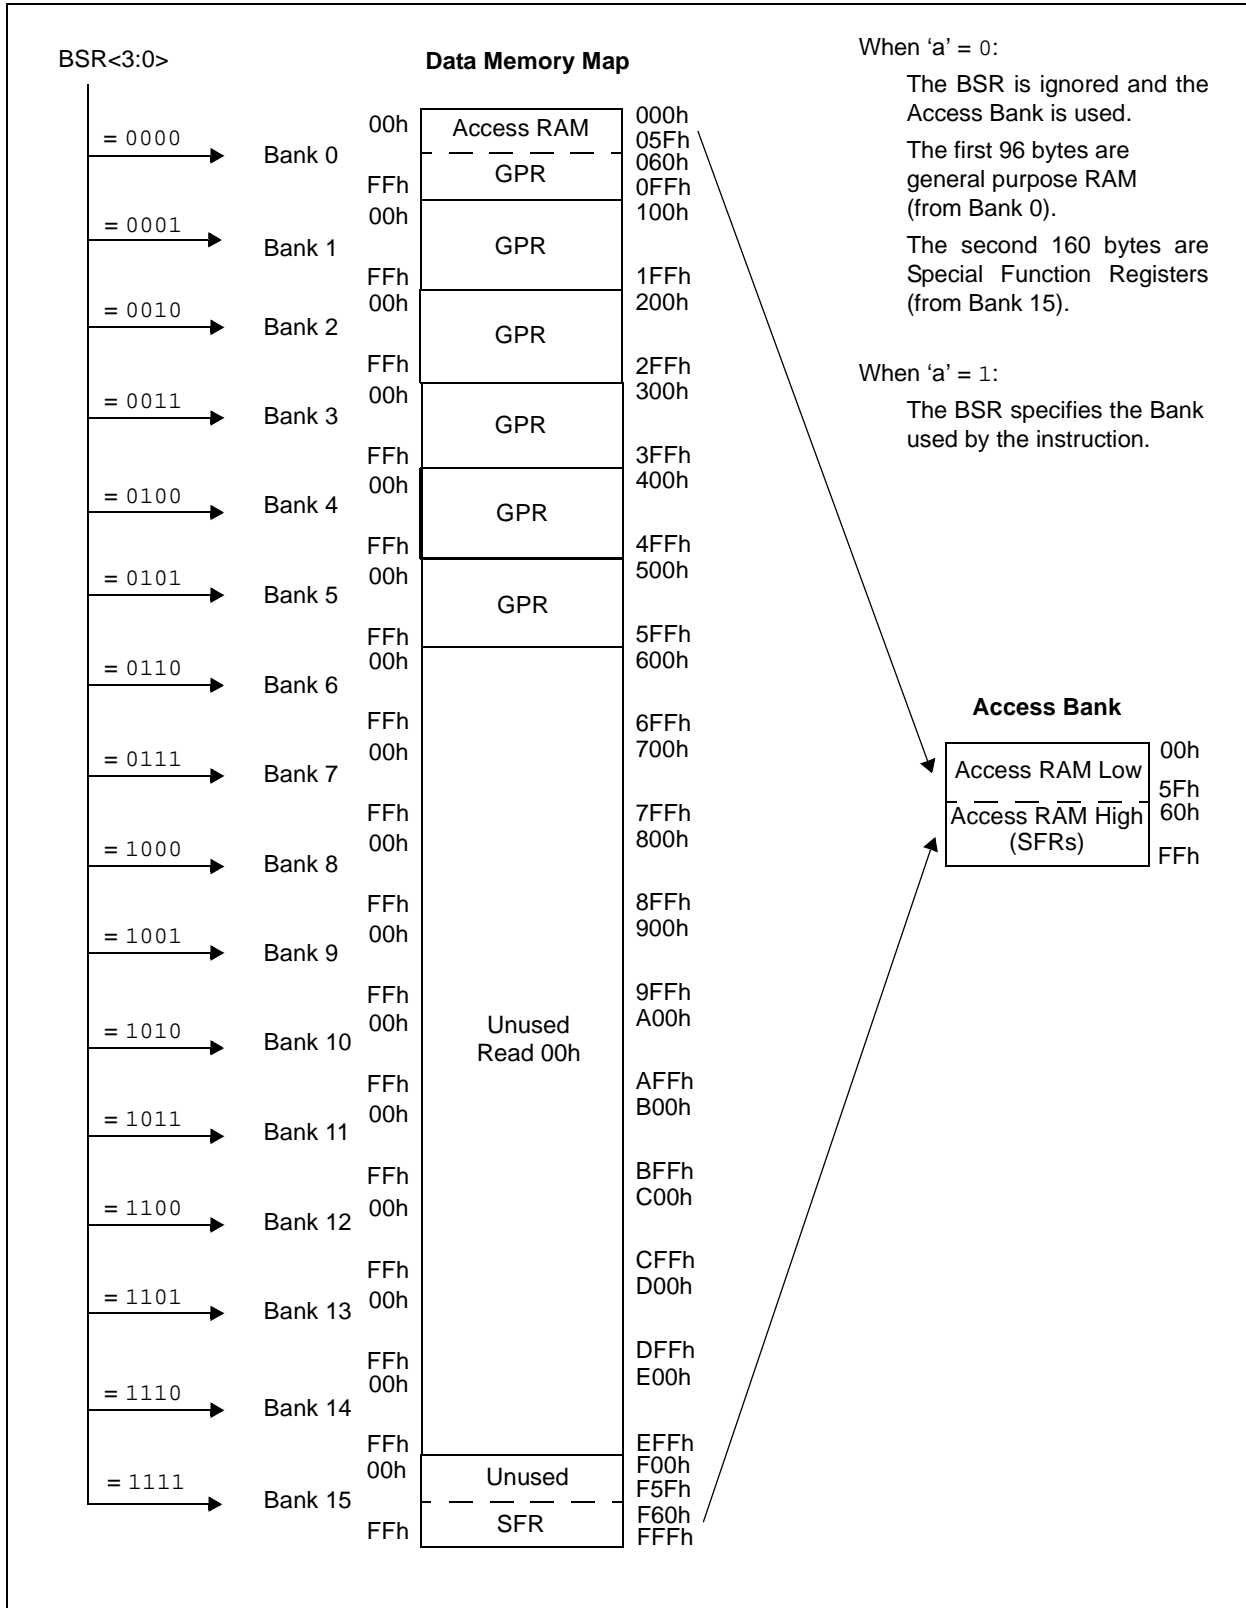 BSR<3:0>
Data Memory Map
When ‘a’ = 0:
The BSR is ignored and the
Access Bank is used.
The first 96 bytes are
general purpose RAM
(from Bank 0).
The second 160 bytes are
Special Function Registers
(from Bank 15).
When ‘a’ = 1:
The BSR specifies the Bank
used by the instruction.
= 0000
Bank 0
00h
Access RAM
000h
05Fh
GPR
060h
FFh
0FFh
= 0001
Bank 1
00h
100h
GPR
FFh
1FFh
= 0010
Bank 2
00h
200h
GPR
FFh
2FFh
= 0011
Bank 3
00h
300h
GPR
FFh
3FFh
= 0100
Bank 4
00h
400h
GPR
FFh
4FFh
= 0101
Bank 5
00h
500h
GPR
FFh
5FFh
= 0110
Bank 6
00h
600h
FFh
6FFh
= 0111
Bank 7
00h
700h
FFh
7FFh
= 1000
Bank 8
00h
800h
FFh
8FFh
= 1001
Bank 9
00h
900h
FFh
9FFh
= 1010
Bank 10
00h
A00h
Unused
Read 00h
FFh
AFFh
= 1011
Bank 11
00h
B00h
FFh
BFFh
= 1100
Bank 12
00h
C00h
FFh
CFFh
= 1101
Bank 13
00h
D00h
FFh
DFFh
= 1110
Bank 14
00h
E00h
FFh
EFFh
= 1111
Bank 15
00h
F00h
Unused
F5Fh
F60h
SFR
FFh
FFFh
Access Bank
Access RAM Low
00h
5Fh
Access RAM High
(SFRs)
60h
FFh